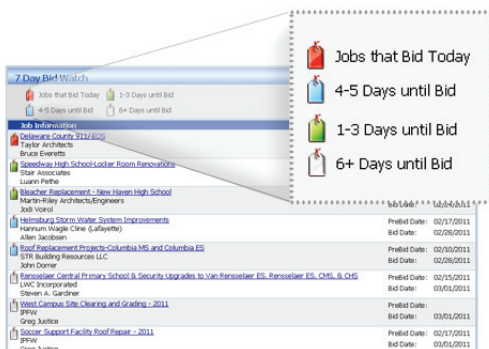 7 Day Bid Watch
Jobs that Bid Today
1-3 Days until Bid
4-5 Days until Bid
6+ Days until Bid
Jobs that Bid Today
4-5 Days until Bid
1-3 Days until Bid
6+ Days until Bid
Job Information
Delaware County 911/ EOS
Taylor Architects
Bruce Everetts
Speedway High School-Locker Room Renovations
Stair Associates
Luann Pethe
Bleacher Replacement - New Haven High School
Martin-Riley Architects/Engineers
Jodi Voirol
Bid Date: 02/24/2011
Helmsburg Storm Water System Improvements
PreBid Date: 02/17/2011
Hannum Wagle Cline (Lafayette)
Bid Date: 02/28/2011
Allen Jacobsen
Roof Replacement Projects-Columbia MS and Columbia ES
PreBid Date: 02/10/2011
STR Building Resources LLC
Bid Date: 02/28/2011
John Dorner
Rensselaer Central Primary School & Security Upgrades to Van Rensselaer ES, Rensselaer ES, CMS, & CHS
PreBid Date: 02/15/2011
LWC Incorporated
Bid Date: 03/01/2011
Steven A. Gardiner
West Campus Site Clearing and Grading - 2011
PreBid Date:
IPFW
Bid Date: 03/01/2011
Greg Justice
Soccer Support Facility Roof Repair - 2011
PreBid Date: 02/17/2011
IPFW
Bid Date: 03/01/2011
Greg Justice